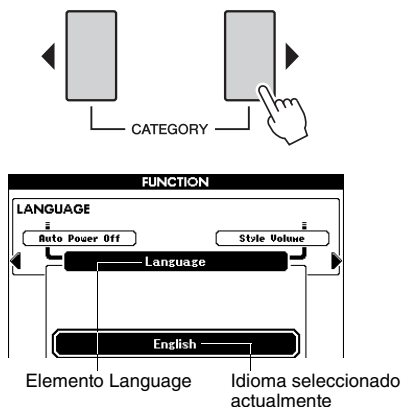 CATEGORY
FUNCTION
LANGUAGE
Auto Power Off
Style Volume
Language
English
Elemento Language
Idioma seleccionado
actualmente